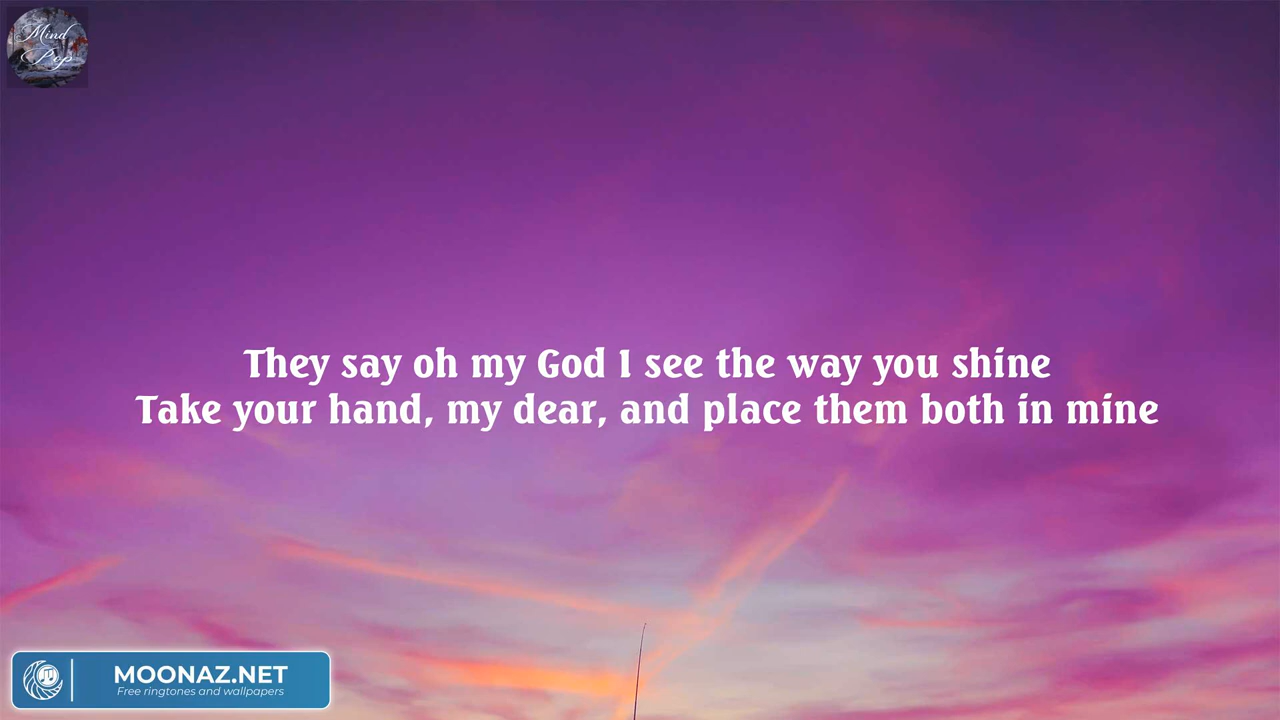 Mind
Pop
They say oh my God I see the way you shine
Take your hand, my dear, and place them both in mine
MOONAZ.NET
Free ringtones and wallpapers